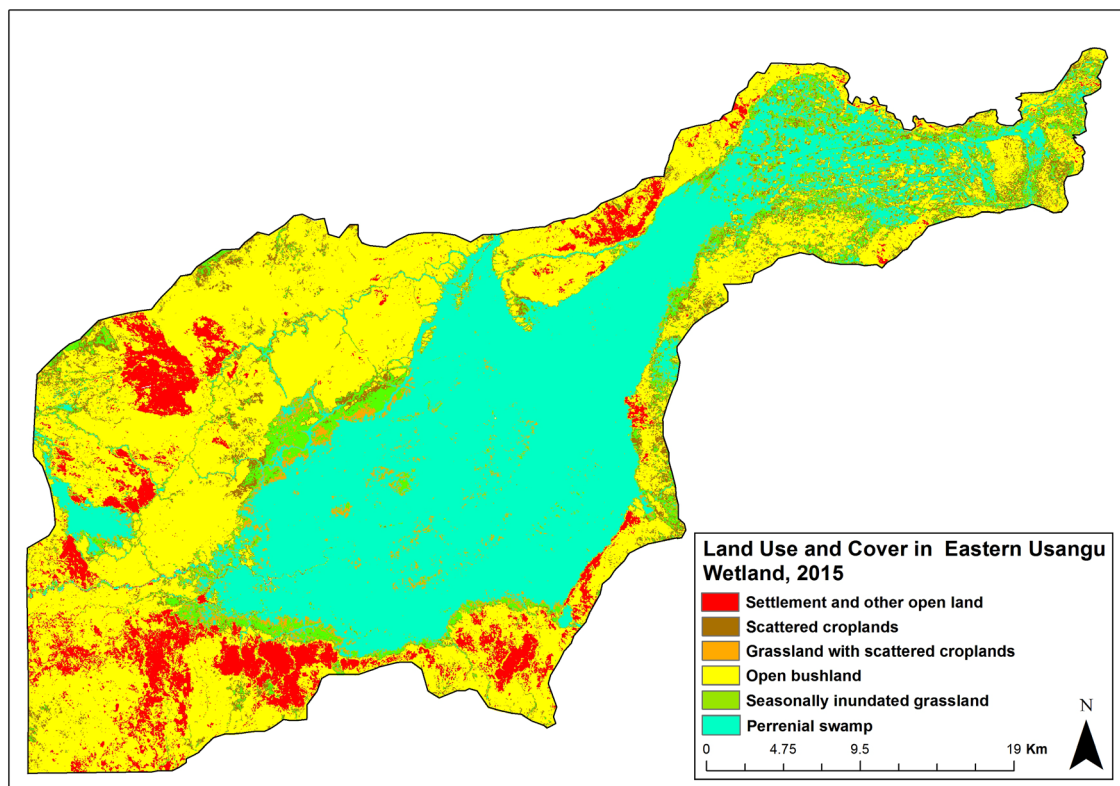 Land Use and Cover in Eastern Usangu
Wetland, 2015
Settlement and other open land
Scattered croplands
Grassland with scattered croplands
Open bushland
Seasonally inundated grassland
Perrenial swamp
N
0 4.75 9.5 19 Km